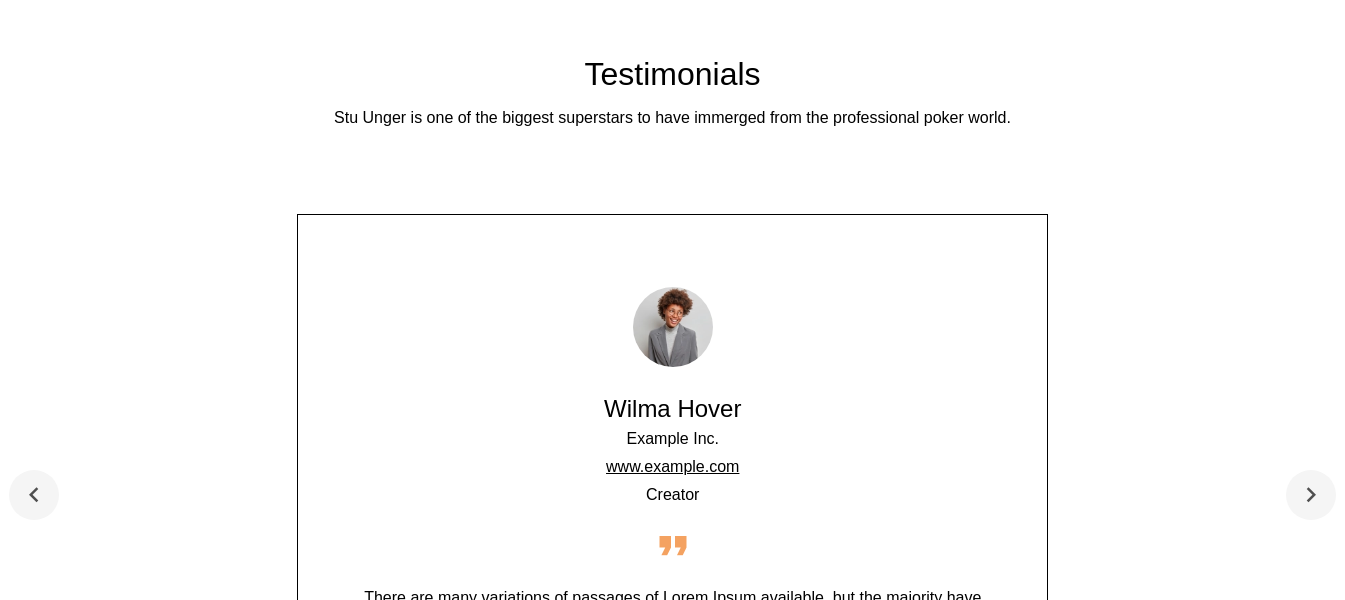 Testimonials
Stu Unger is one of the biggest superstars to have immerged from the professional poker world.
Wilma Hover
Example Inc.
www.example.com
Creator
There are many variations of passages of Lorem Ipsum available, but the majority have